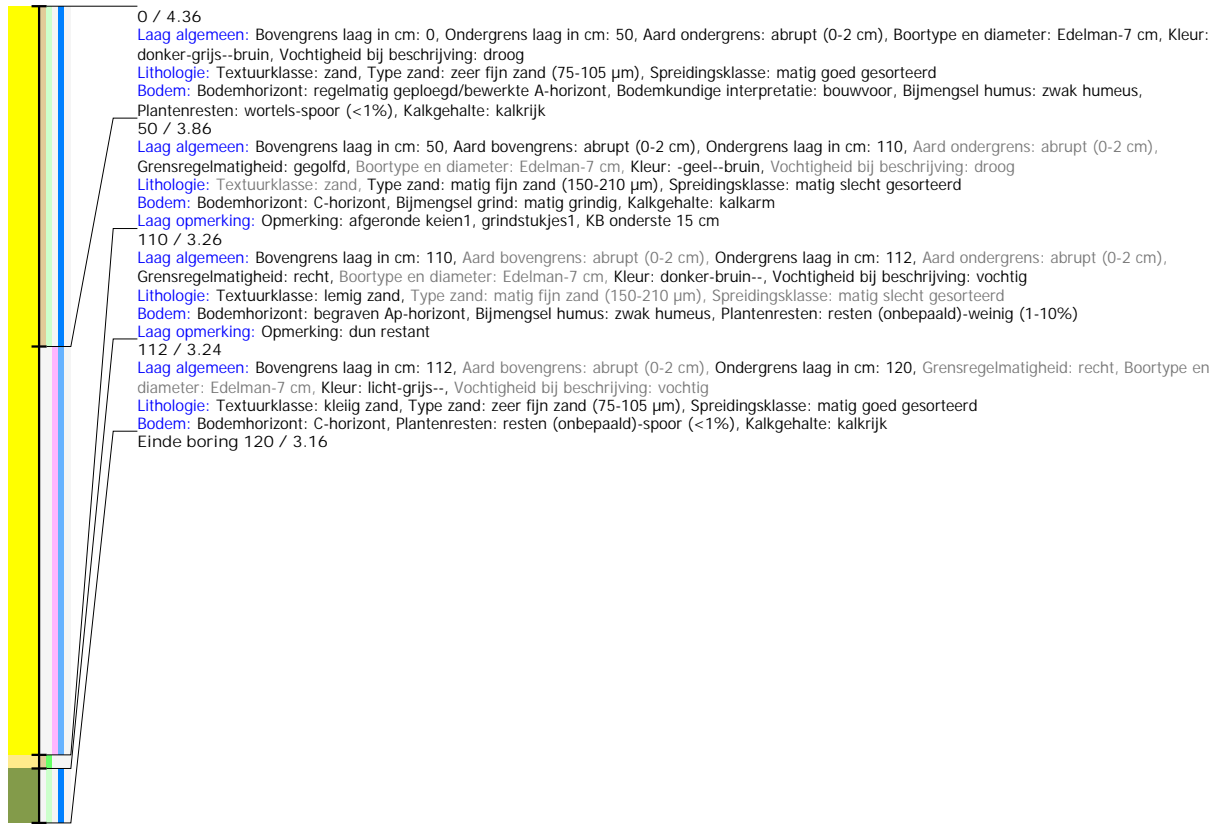 0 / 4.36
Laag algemeen: Bovengrens laag in cm: 0, Ondergrens laag in cm: 50, Aard ondergrens: abrupt (0-2 cm), Boortype en diameter: Edelman-7 cm, Kleur:
donker-grijs--bruin, Vochtigheid bij beschrijving: droog
Lithologie: Textuurklasse: zand, Type zand: zeer fijn zand (75-105 µm), Spreidingsklasse: matig goed gesorteerd
Bodem: Bodemhorizont: regelmatig geploegd/bewerkte A-horizont, Bodemkundige interpretatie: bouwvoor, Bijmengsel humus: zwak humeus,
Plantenresten: wortels-spoor (<1%), Kalkgehalte: kalkrijk
50 / 3.86
Laag algemeen: Bovengrens laag in cm: 50, Aard bovengrens: abrupt (0-2 cm), Ondergrens laag in cm: 110, Aard ondergrens: abrupt (0-2 cm),
Grensregelmatigheid: gegolfd, Boortype en diameter: Edelman-7 cm, Kleur: -geel--bruin, Vochtigheid bij beschrijving: droog
Lithologie: Textuurklasse: zand, Type zand: matig fijn zand (150-210 µm), Spreidingsklasse: matig slecht gesorteerd
Bodem: Bodemhorizont: C-horizont, Bijmengsel grind: matig grindig, Kalkgehalte: kalkarm
Laag opmerking: Opmerking: afgeronde keien1, grindstukjes1, KB onderste 15 cm
110 / 3.26
Laag algemeen: Bovengrens laag in cm: 110, Aard bovengrens: abrupt (0-2 cm), Ondergrens laag in cm: 112, Aard ondergrens: abrupt (0-2 cm),
Grensregelmatigheid: recht, Boortype en diameter: Edelman-7 cm, Kleur: donker-bruin--, Vochtigheid bij beschrijving: vochtig
Lithologie: Textuurklasse: lemig zand, Type zand: matig fijn zand (150-210 µm), Spreidingsklasse: matig slecht gesorteerd
Bodem: Bodemhorizont: begraven Ap-horizont, Bijmengsel humus: zwak humeus, Plantenresten: resten (onbepaald)-weinig (1-10%)
Laag opmerking: Opmerking: dun restant
112 / 3.24
Laag algemeen: Bovengrens laag in cm: 112, Aard bovengrens: abrupt (0-2 cm), Ondergrens laag in cm: 120, Grensregelmatigheid: recht, Boortype en
diameter: Edelman-7 cm, Kleur: licht-grijs--, Vochtigheid bij beschrijving: vochtig
Lithologie: Textuurklasse: kleiig zand, Type zand: zeer fijn zand (75-105 µm), Spreidingsklasse: matig goed gesorteerd
Bodem: Bodemhorizont: C-horizont, Plantenresten: resten (onbepaald)-spoor (<1%), Kalkgehalte: kalkrijk
Einde boring 120 / 3.16